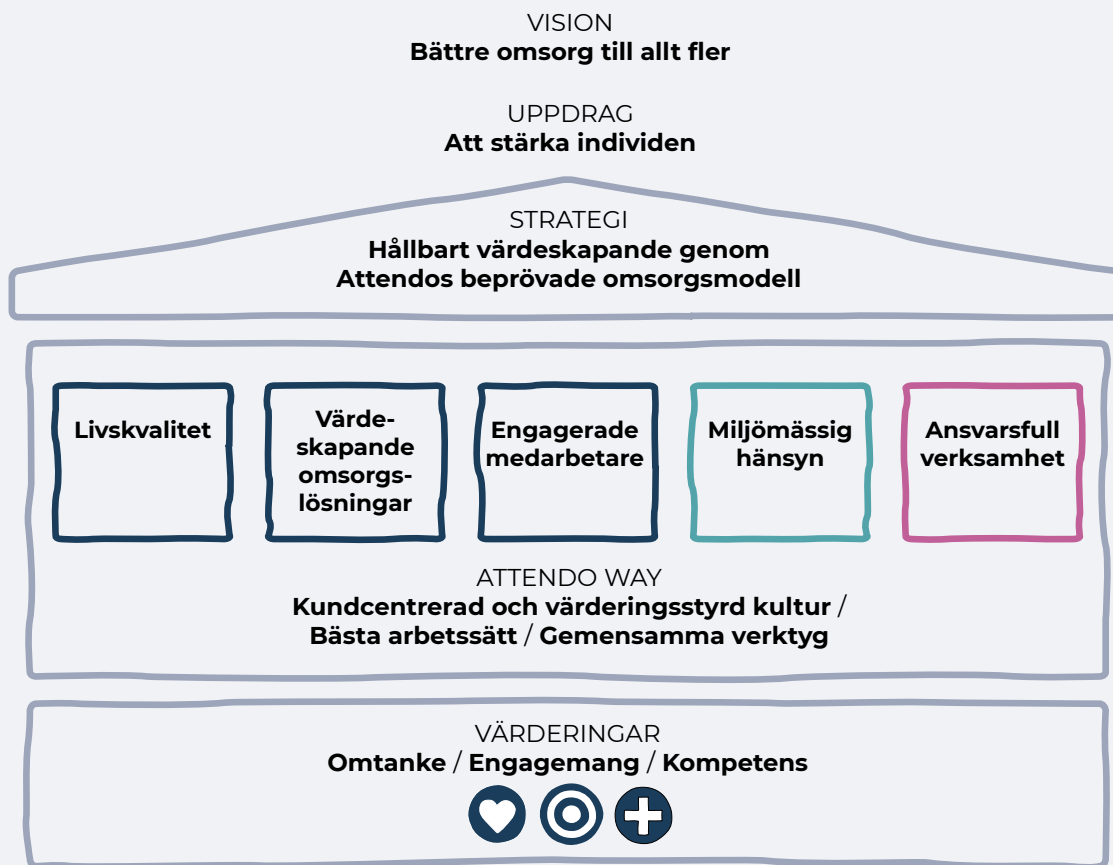 VISION
Bättre omsorg till allt fler
UPPDRAG
Att stärka individen
STRATEGI
Hållbart värdeskapande genom
Attendos beprövade omsorgsmodell
Livskvalitet
Värde-
skapande
omsorgs-
lösningar
Engagerade
medarbetare
Miljömässig
hänsyn
Ansvarsfull
verksamhet
ATTENDO WAY
Kundcentrerad och värderingsstyrd kultur /
Bästa arbetssätt / Gemensamma verktyg
VÄRDERINGAR
Omtanke / Engagemang / Kompetens